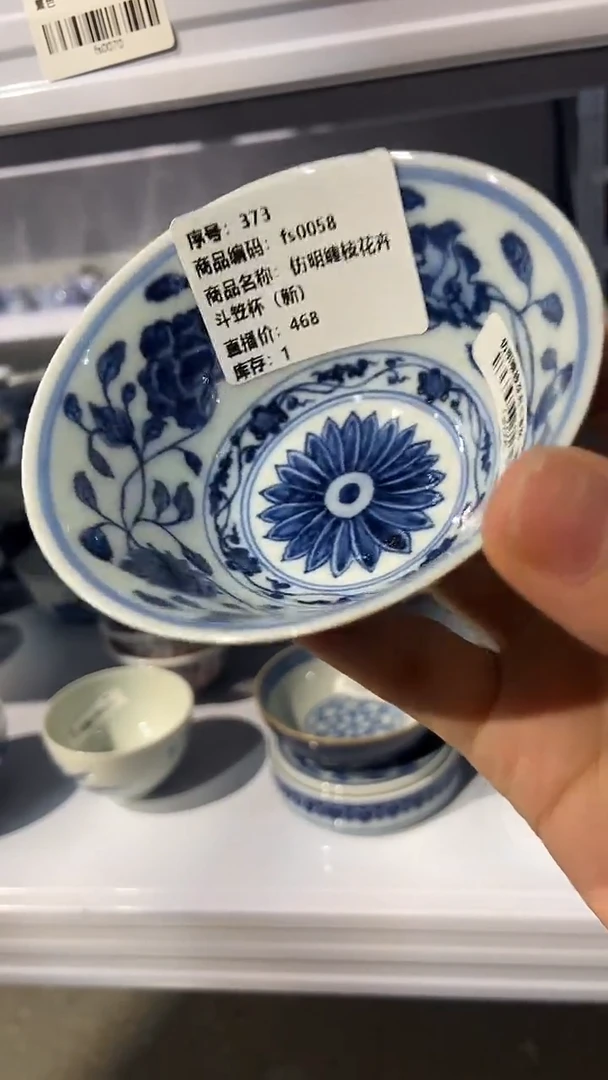 fs0070
序号：373
商品编码：fs0058
商品名称：仿明缠枝花卉
斗笠杯（新）
直播价：468
库存：1